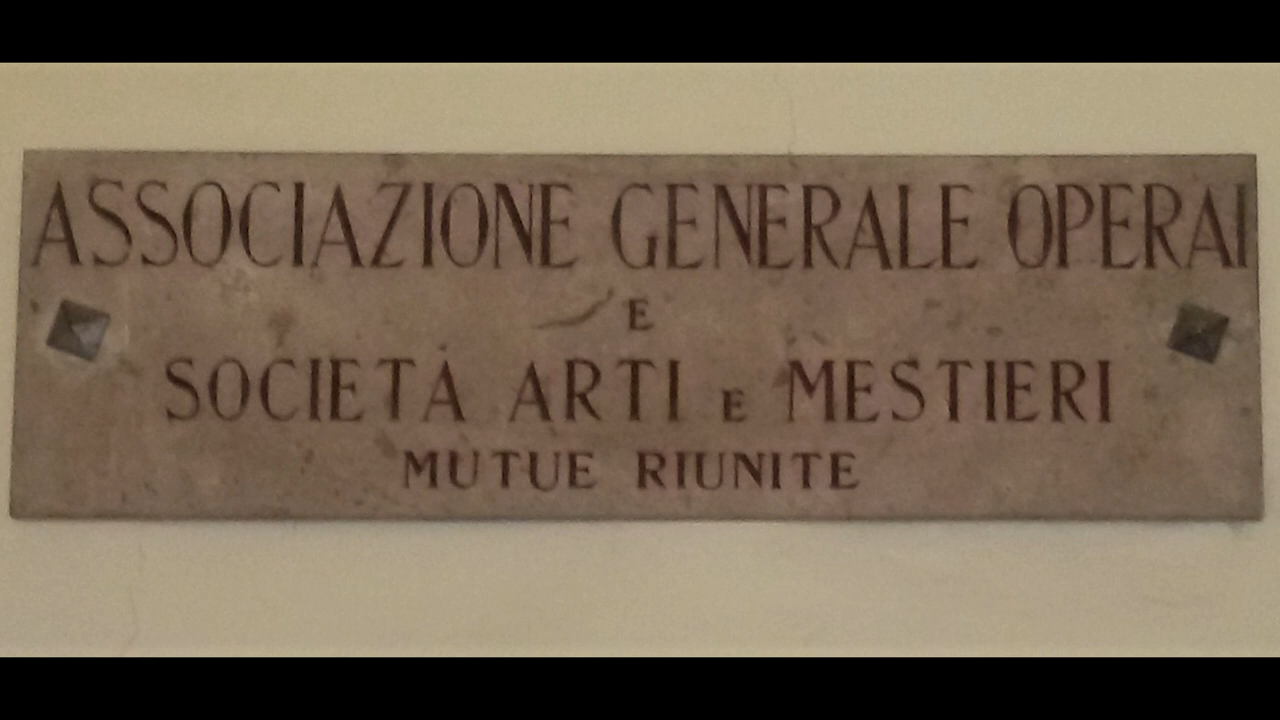 ASSOCIAZIONE GENERALE OPERAI
E
SOCIETÀ ARTI E MESTIERI
MUTUE RIUNITE